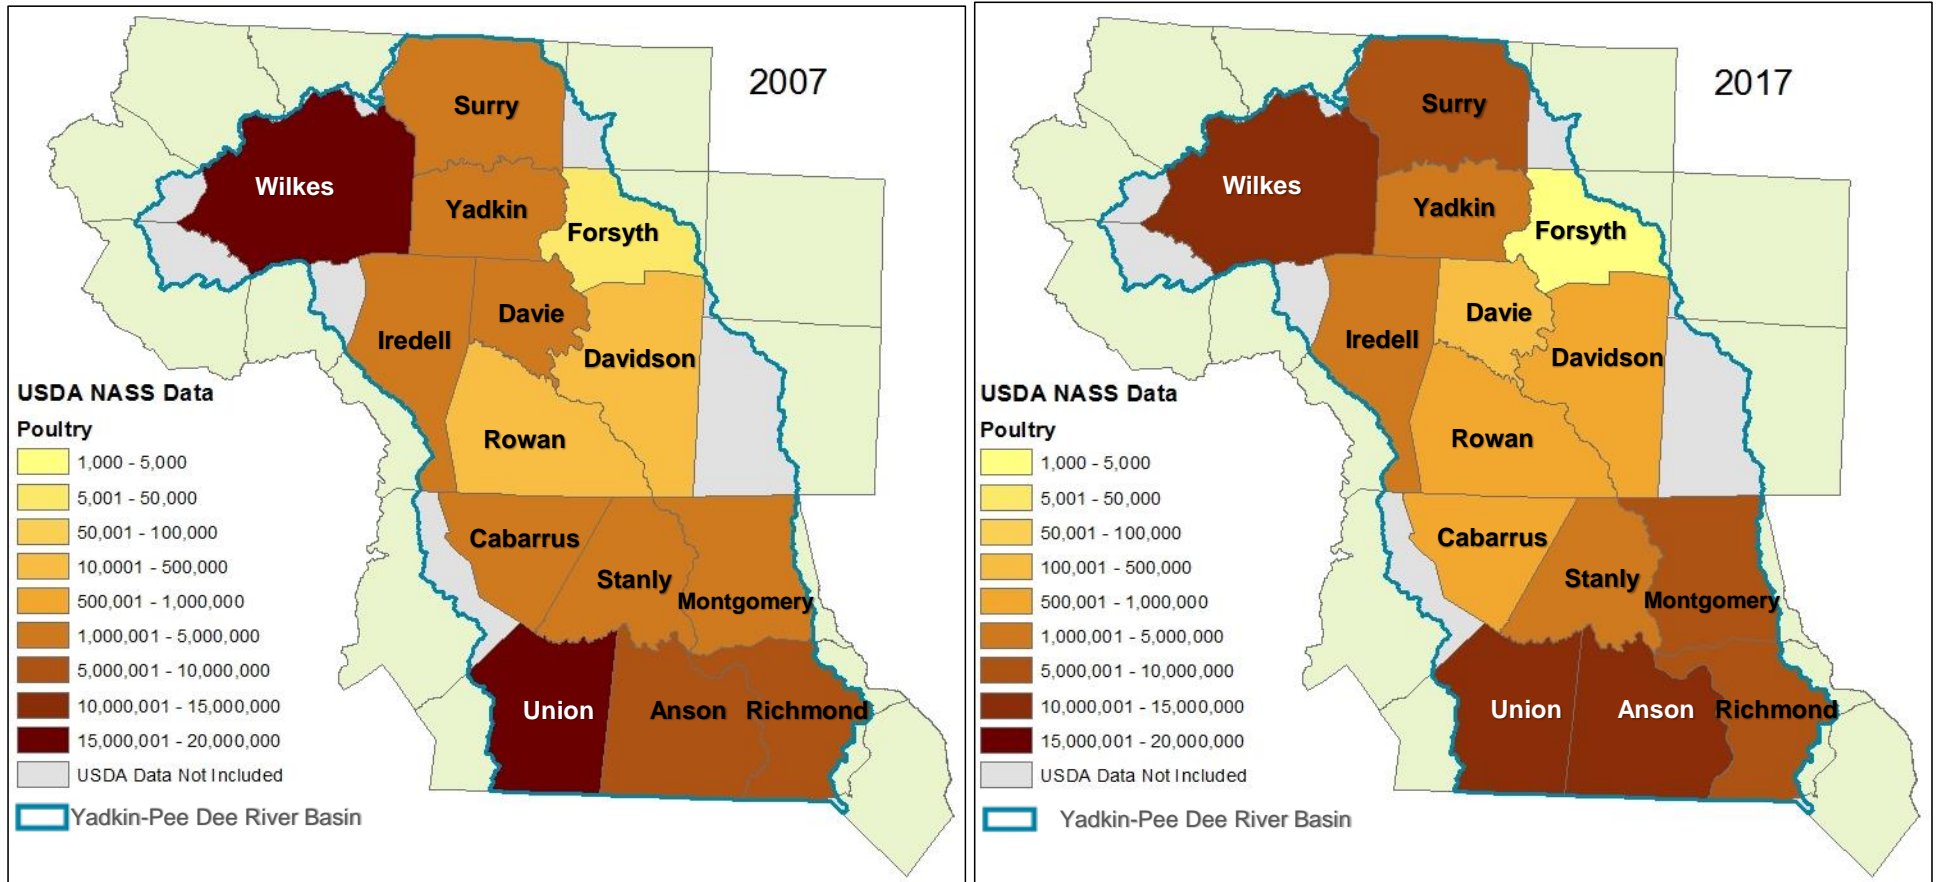 2007
Surry
Wilkes
Yadkin
Forsyth
Davie
Iredell
Davidson
Rowan
Cabarrus
Stanly
Montgomery
Union
Anson
Richmond
USDA NASS Data
Poultry
1,000 - 5,000
5,001 - 50,000
50,001 - 100,000
10,0001 - 500,000
500,001 - 1,000,000
1,000,001 - 5,000,000
5,000,001 - 10,000,000
10,000,001 - 15,000,000
15,000,001 - 20,000,000
USDA Data Not Included
Yadkin-Pee Dee River Basin
2017
Surry
Wilkes
Yadkin
Forsyth
Davie
Iredell
Davidson
Rowan
Cabarrus
Stanly
Montgomery
Union
Anson
Richmond
USDA NASS Data
Poultry
1,000 - 5,000
5,001 - 50,000
50,001 - 100,000
100,001 - 500,000
500,001 - 1,000,000
1,000,001 - 5,000,000
5,000,001 - 10,000,000
10,000,001 - 15,000,000
15,000,001 - 20,000,000
USDA Data Not Included
Yadkin-Pee Dee River Basin